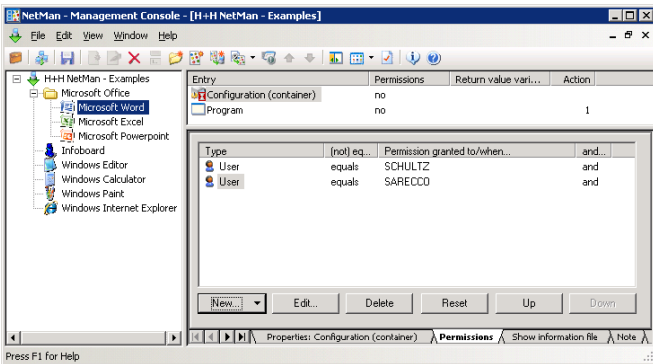 NetMan - Management Console - [H+H NetMan - Examples]
File Edit View Window Help
H+H NetMan - Examples
Microsoft Office
Microsoft Word
Microsoft Excel
Microsoft Powerpoint
Infoboard
Windows Editor
Windows Calculator
Windows Paint
Windows Internet Explorer
Entry Permissions Return value vari... Action
Configuration (container) no
Program no 1
Type (not) eq... Permission granted to/when... and...
User equals SCHULTZ and
User equals SARECCO and
New... Edit... Delete Reset Up Down
Properties: Configuration (container) Permissions Show information file Note
Press F1 for Help